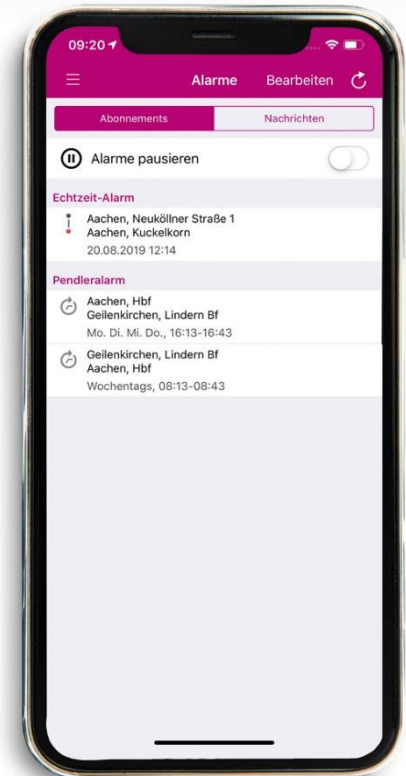 09:20
Alarme Bearbeiten
Abonnements Nachrichten
Alarme pausieren
Echtzeit-Alarm
Aachen, Neuköllner Straße 1
Aachen, Kuckelkorn
20.08.2019 12:14
Pendleralarm
Aachen, Hbf
Geilenkirchen, Lindern Bf
Mo. Di. Mi. Do., 16:13-16:43
Geilenkirchen, Lindern Bf
Aachen, Hbf
Wochentags, 08:13-08:43